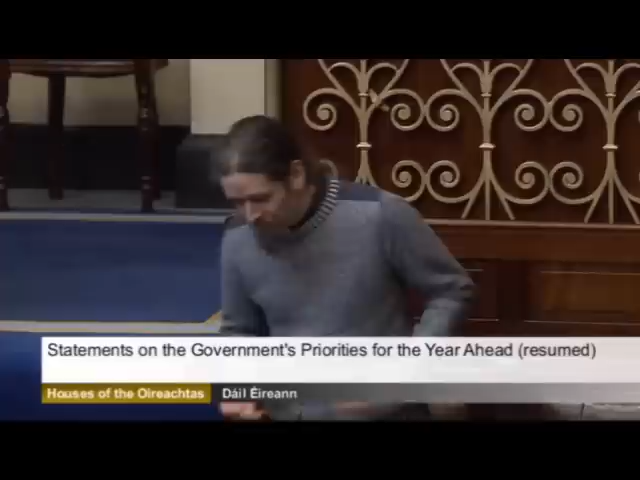 Statements on the Government's Priorities for the Year Ahead (resumed)
Houses of the Oireachtas Dáil Éireann